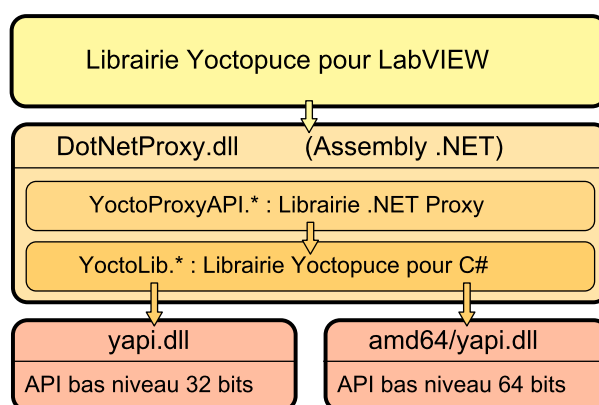 Librairie Yoctopuce pour LabVIEW
DotNetProxy.dll (Assembly .NET)
YoctoProxyAPI.* : Librairie .NET Proxy
YoctoLib.* : Librairie Yoctopuce pour C#
yapi.dll
API bas niveau 32 bits
amd64/yapi.dll
API bas niveau 64 bits